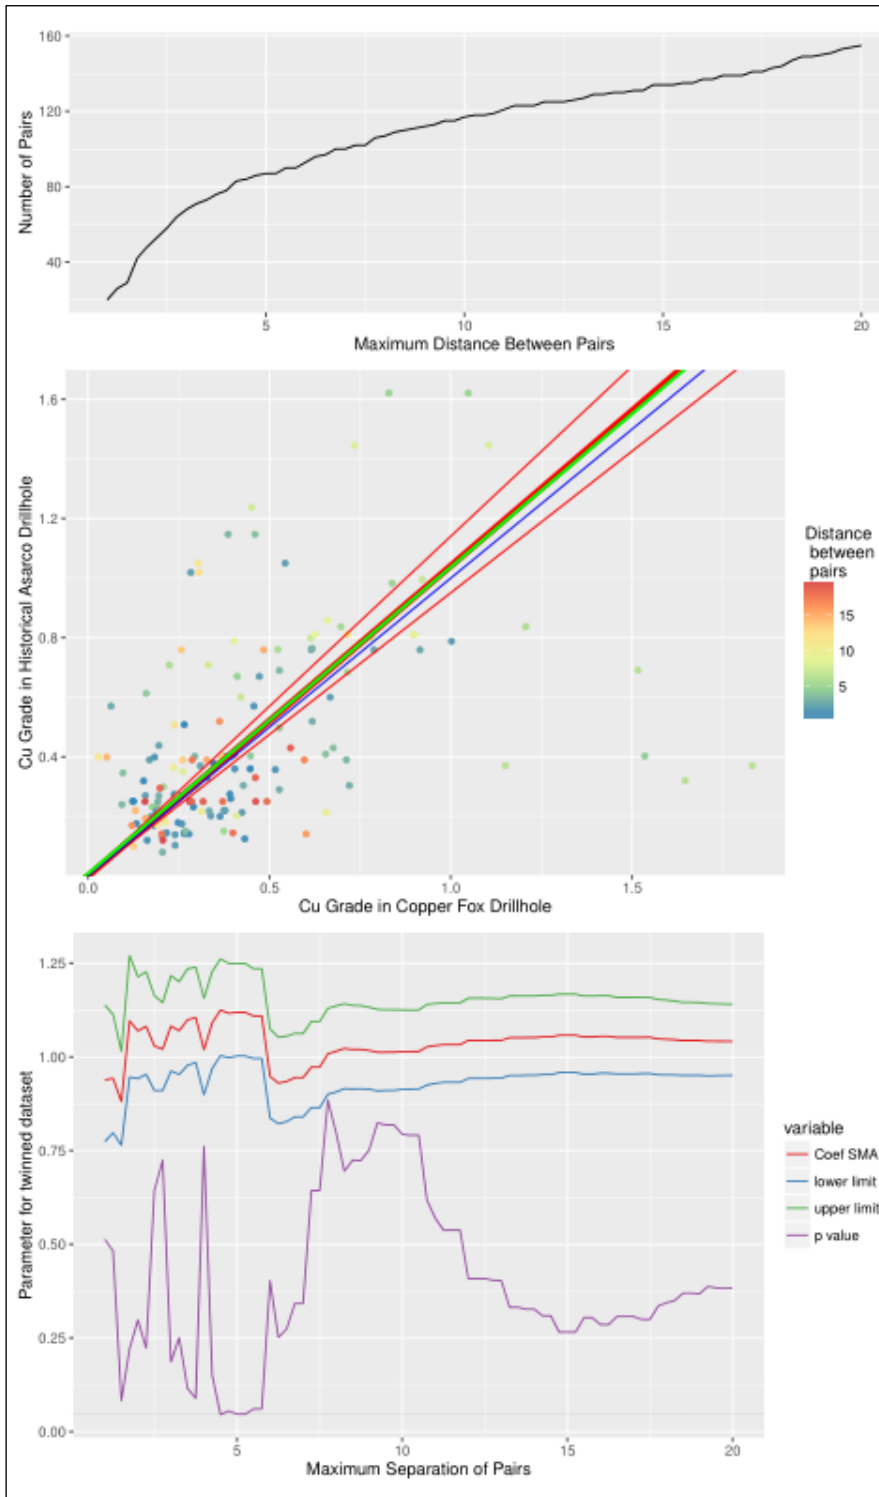 160
120
80
40
Number of Pairs
5
10
15
20
Maximum Distance Between Pairs
1.6
1.2
0.8
0.4
Cu Grade in Historical Asarco Drillhole
0.0
0.5
1.0
1.5
Cu Grade in Copper Fox Drillhole
Distance
between
pairs
15
10
5
1.25
1.00
0.75
0.50
0.25
0.00
Parameter for twinned dataset
5
10
15
20
Maximum Separation of Pairs
variable
Coef SMA
lower limit
upper limit
p value